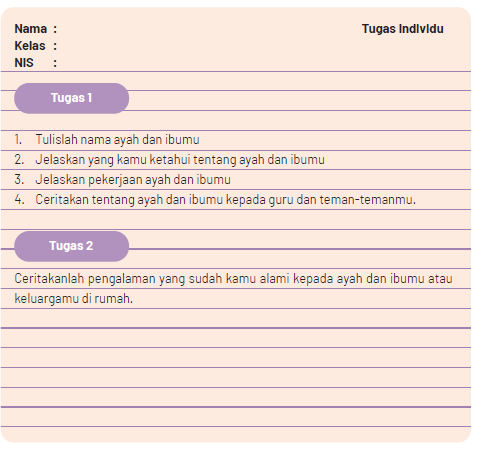 Nama :
Tugas Individu
Kelas :
NIS :
Tugas 1
1. Tulislah nama ayah dan ibumu
2. Jelaskan yang kamu ketahui tentang ayah dan ibumu
3. Jelaskan pekerjaan ayah dan ibumu
4. Ceritakan tentang ayah dan ibumu kepada guru dan teman-temanmu.
Tugas 2
Ceritakanlah pengalaman yang sudah kamu alami kepada ayah dan ibumu atau
keluargamu di rumah.